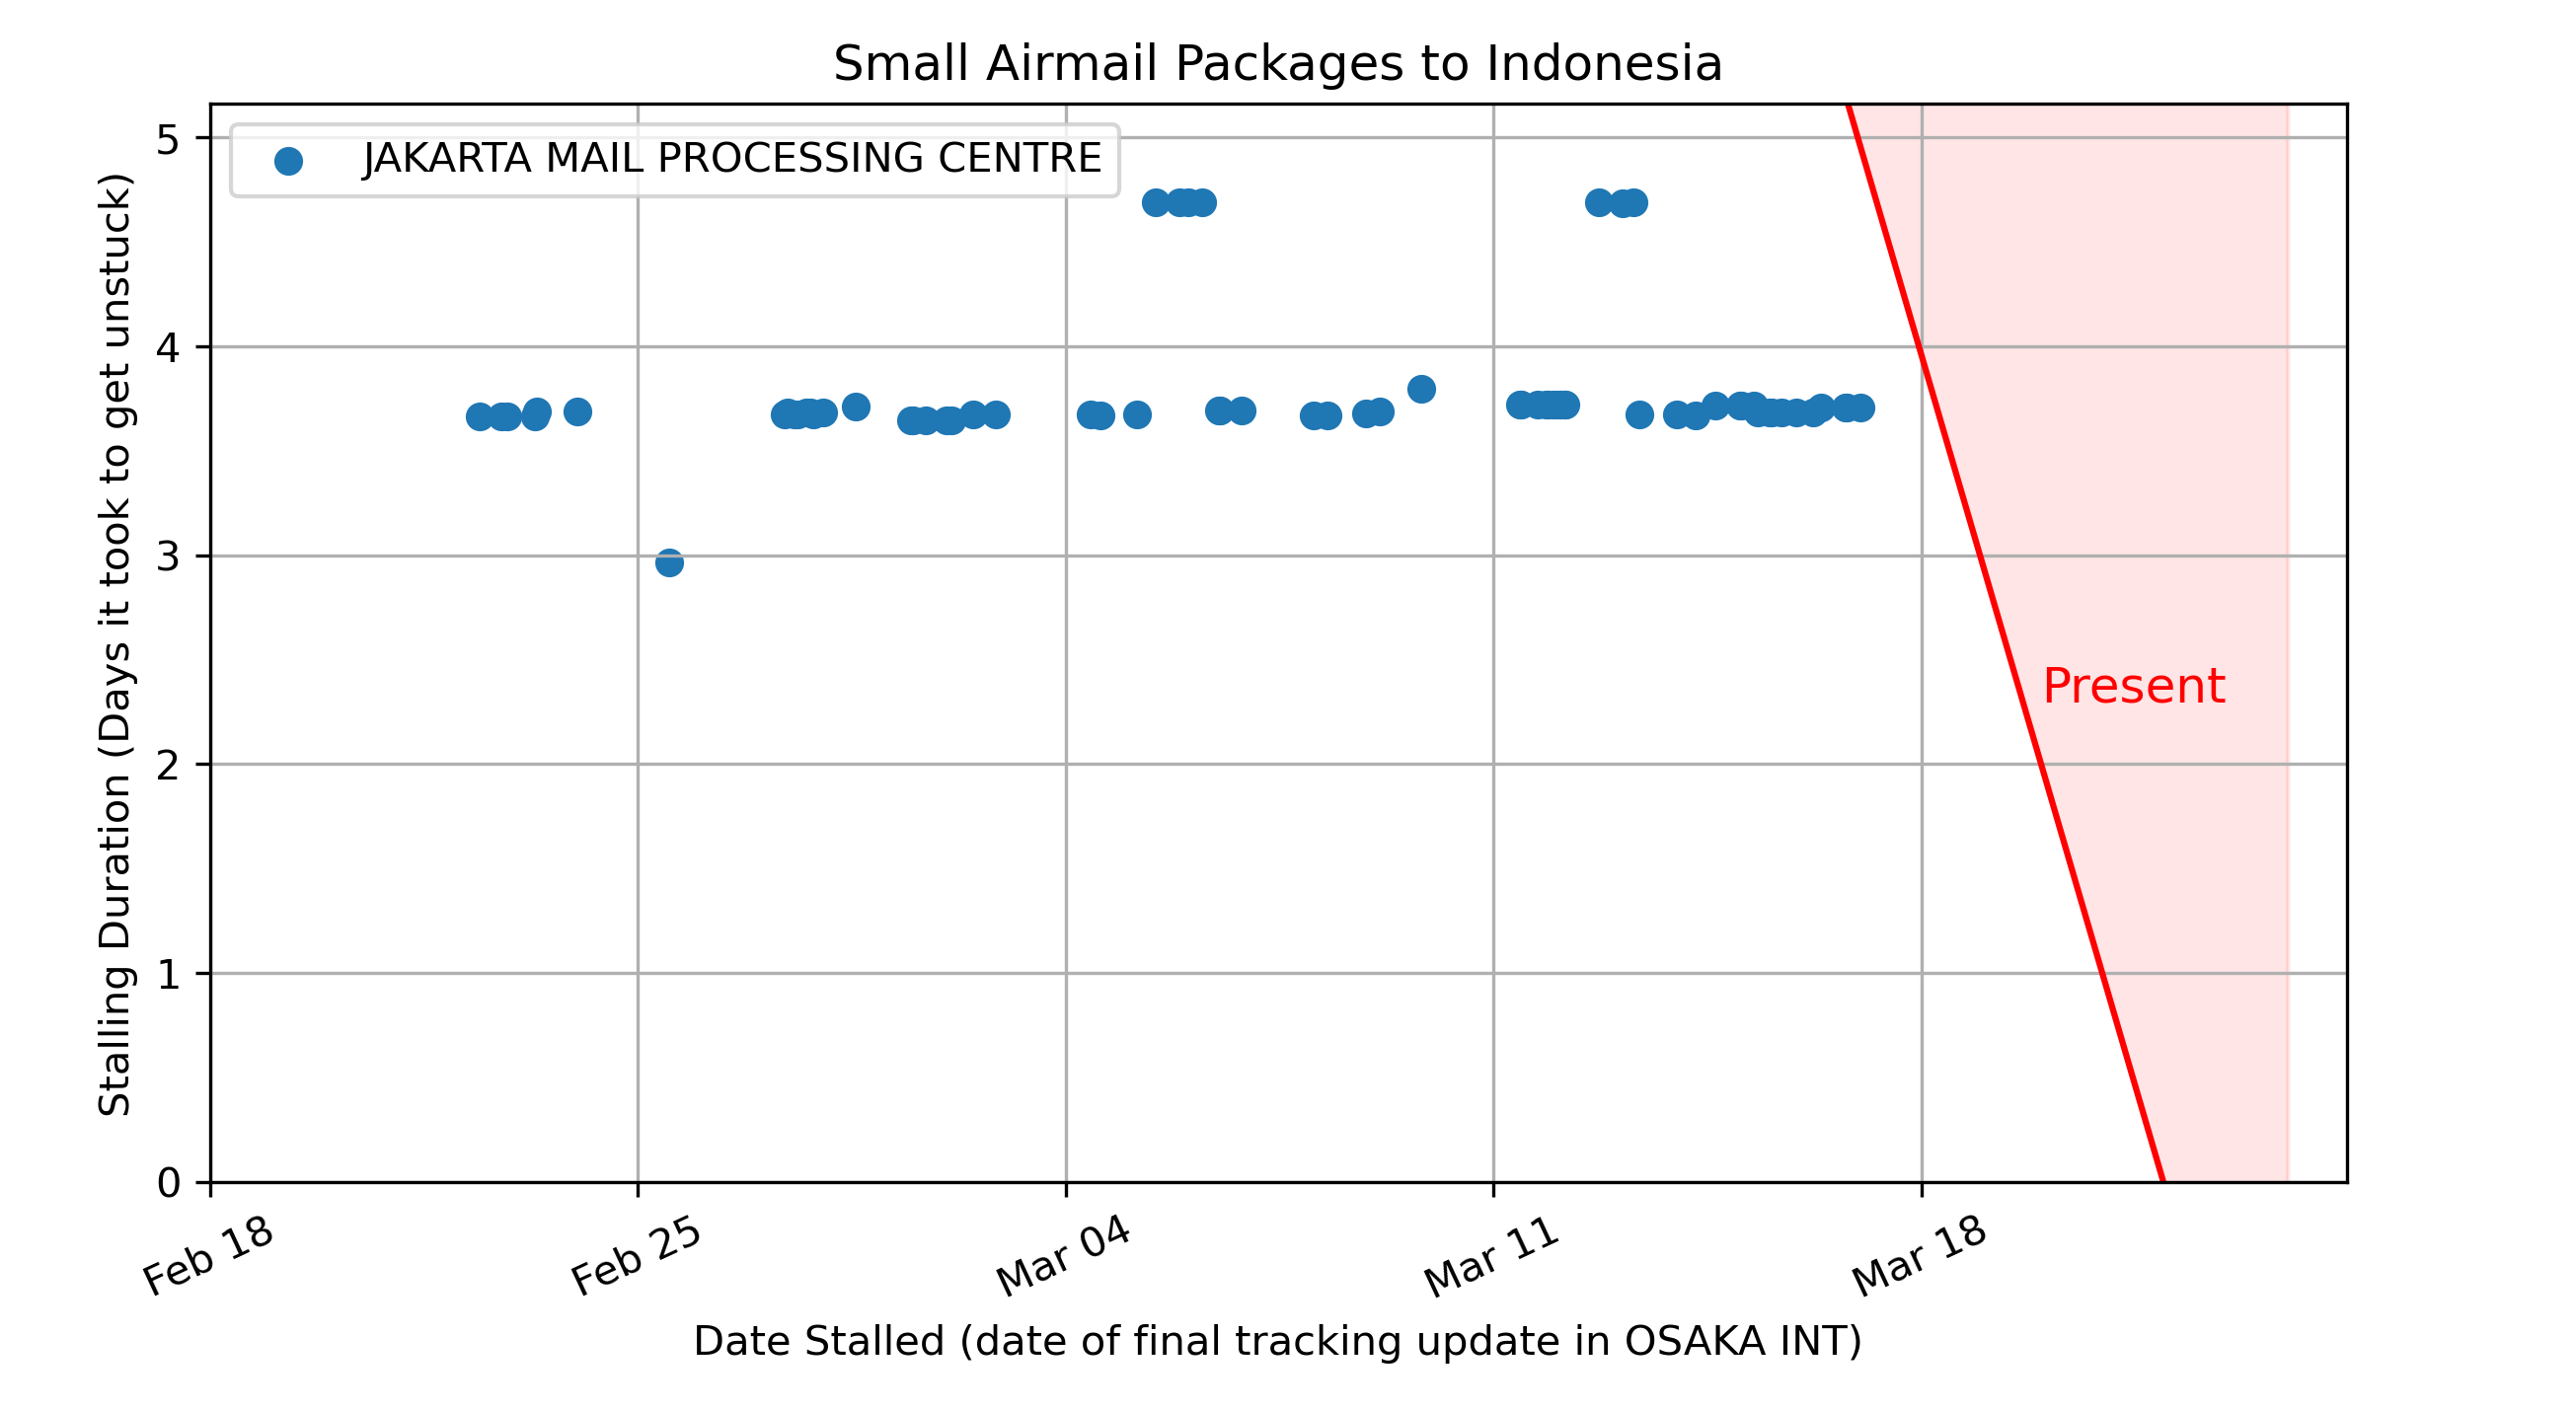 Small Airmail Packages to Indonesia
JAKARTA MAIL PROCESSING CENTRE
Stalling Duration (Days it took to get unstuck)
5
4
3
2
1
0
Present
Feb 18
Feb 25
Mar 04
Mar 11
Mar 18
Date Stalled (date of final tracking update in OSAKA INT)